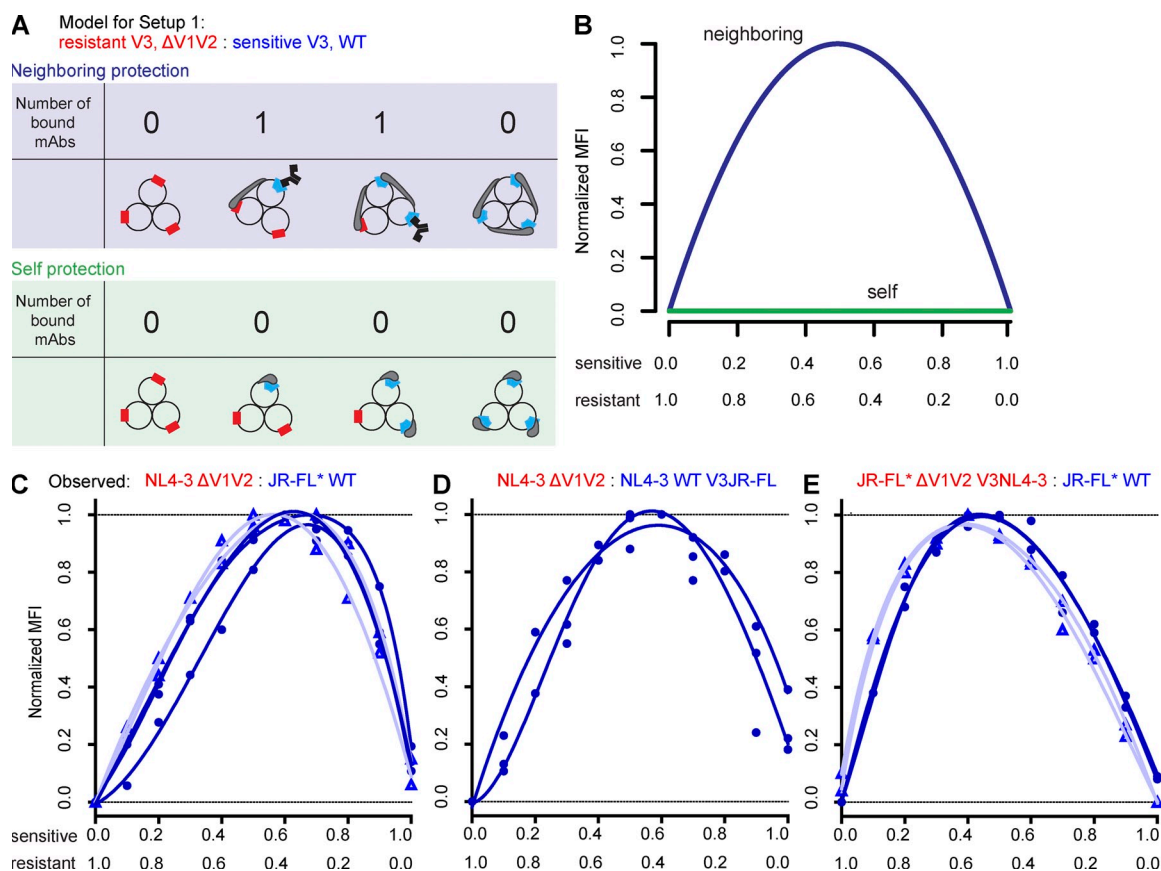 A
Model for Setup 1:
resistant V3, ΔV1V2 : sensitive V3, WT
Neighboring protection
Number of
bound
mAbs
0 1 1 0
Self protection
Number of
bound
mAbs
0 0 0 0
B
neighboring
self
Normalized MFI
1.0
0.8
0.6
0.4
0.2
0.0
sensitive 0.0 0.2 0.4 0.6 0.8 1.0
resistant 1.0 0.8 0.6 0.4 0.2 0.0
C Observed: NL4-3 ΔV1V2 : JR-FL* WT
Normalized MFI
1.0
0.8
0.6
0.4
0.2
0.0
sensitive 0.0 0.2 0.4 0.6 0.8 1.0
resistant 1.0 0.8 0.6 0.4 0.2 0.0
D NL4-3 ΔV1V2 : NL4-3 WT V3JR-FL
1.0
0.8
0.6
0.4
0.2
0.0
0.0 0.2 0.4 0.6 0.8 1.0
1.0 0.8 0.6 0.4 0.2 0.0
E JR-FL* ΔV1V2 V3NL4-3 : JR-FL* WT
1.0
0.8
0.6
0.4
0.2
0.0
0.0 0.2 0.4 0.6 0.8 1.0
1.0 0.8 0.6 0.4 0.2 0.0